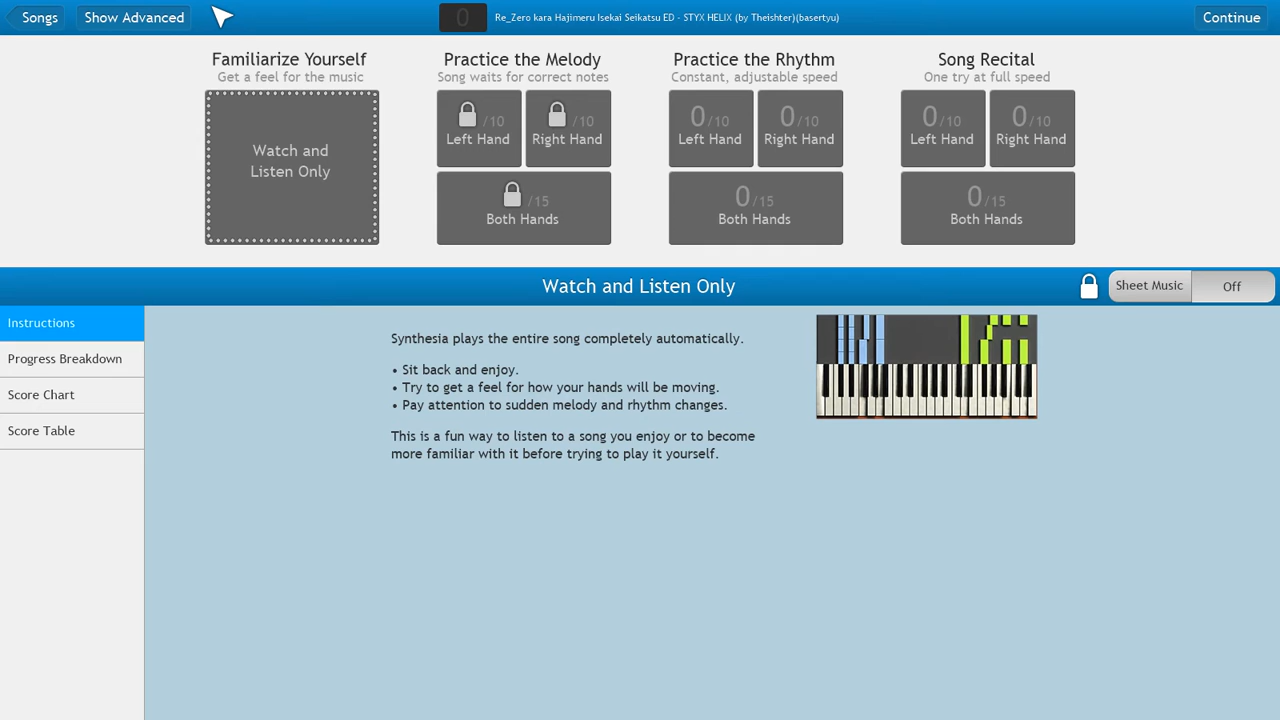 Songs
Show Advanced
0
Re_Zero kara Hajimeru Isekai Seikatsu ED - STYX HELIX (by Theishter)(basertyu)
Continue
Familiarize Yourself
Get a feel for the music
Watch and
Listen Only
Practice the Melody
Song waits for correct notes
/10
Left Hand
/10
Right Hand
/15
Both Hands
Practice the Rhythm
Constant, adjustable speed
0/10
Left Hand
0/10
Right Hand
0/15
Both Hands
Song Recital
One try at full speed
0/10
Left Hand
0/10
Right Hand
0/15
Both Hands
Watch and Listen Only
Sheet Music
Off
Instructions
Progress Breakdown
Score Chart
Score Table
Synthesia plays the entire song completely automatically.
• Sit back and enjoy.
• Try to get a feel for how your hands will be moving.
• Pay attention to sudden melody and rhythm changes.
This is a fun way to listen to a song you enjoy or to become
more familiar with it before trying to play it yourself.